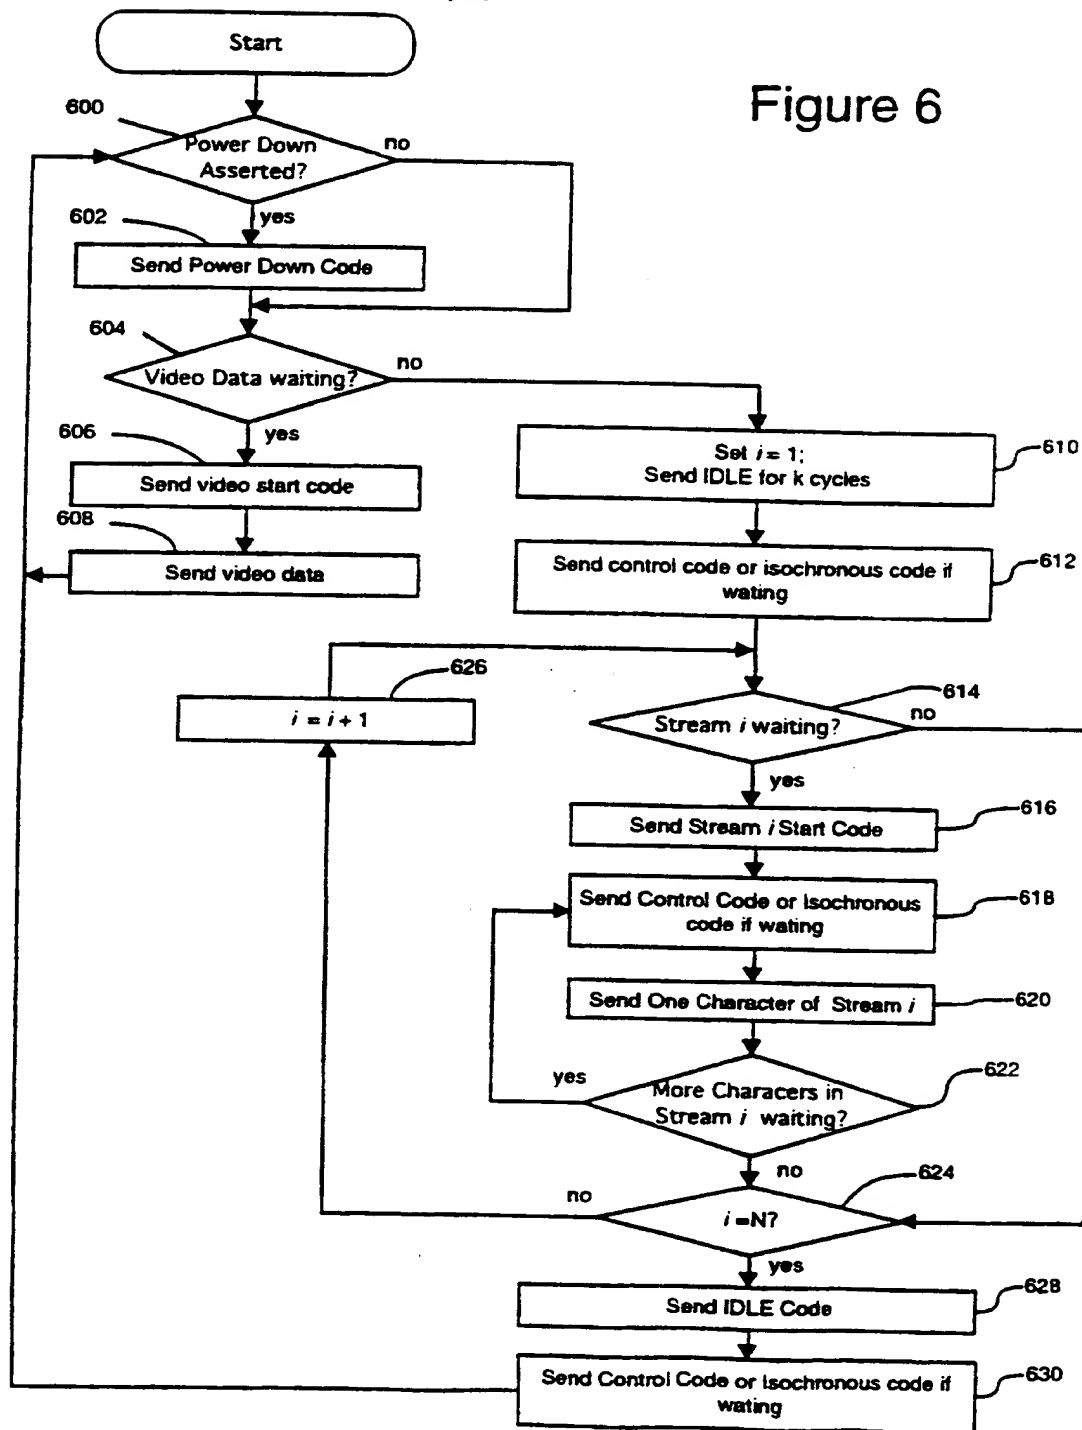 Start
Figure 6
600
Power Down
Asserted?
no
yes
602
Send Power Down Code
604
Video Data waiting?
no
yes
606
Send video start code
608
Send video data
Set i = 1;
Send IDLE for k cycles
610
Send control code or isochronous code if
wating
612
626
i = i + 1
614
Stream i waiting?
no
yes
Send Stream i Start Code
616
Send Control Code or Isochronous
code if wating
618
Send One Character of Stream i
620
622
yes
More Characers in
Stream i waiting?
no
624
no
i =N?
yes
Send IDLE Code
628
Send Control Code or Isochronous code if
wating
630